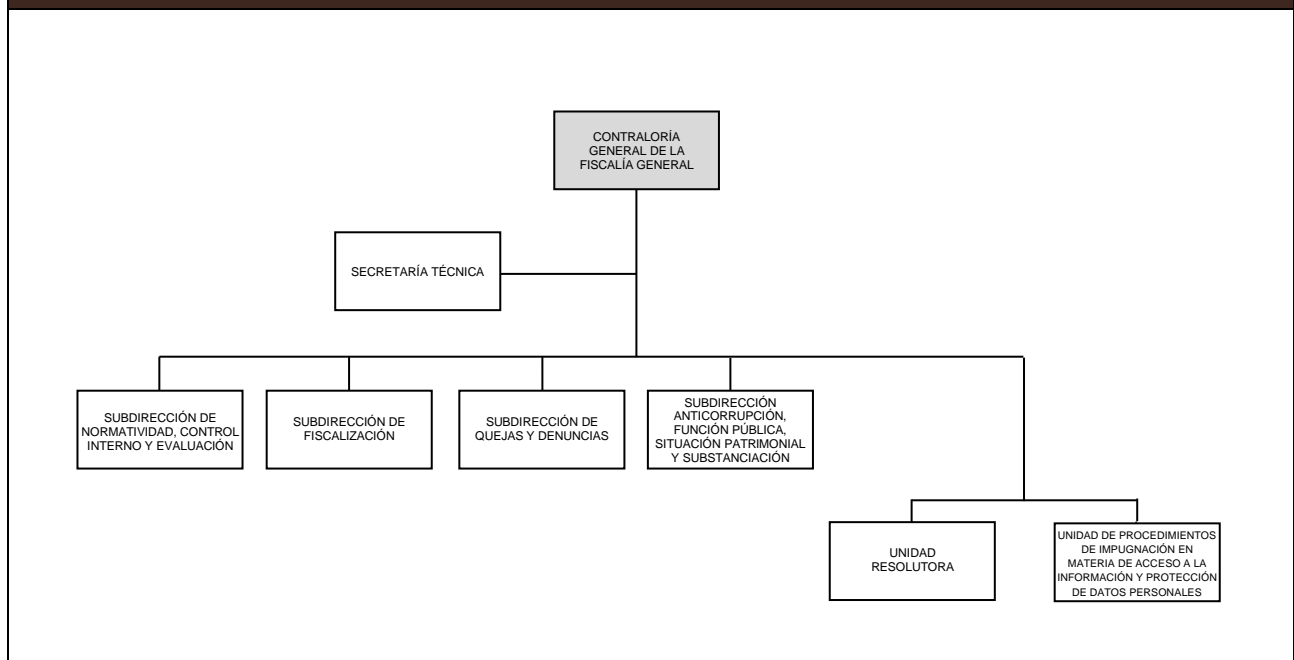 CONTRALORÍA
GENERAL DE LA
FISCALÍA GENERAL
SECRETARÍA TÉCNICA
SUBDIRECCIÓN DE
NORMATIVIDAD, CONTROL
INTERNO Y EVALUACIÓN
SUBDIRECCIÓN DE
FISCALIZACIÓN
SUBDIRECCIÓN DE
QUEJAS Y DENUNCIAS
SUBDIRECCIÓN
ANTICORRUPCIÓN,
FUNCIÓN PÚBLICA,
SITUACIÓN PATRIMONIAL
Y SUBSTANCIACIÓN
UNIDAD
RESOLUTORA
UNIDAD DE PROCEDIMIENTOS
DE IMPUGNACIÓN EN
MATERIA DE ACCESO A LA
INFORMACIÓN Y PROTECCIÓN
DE DATOS PERSONALES